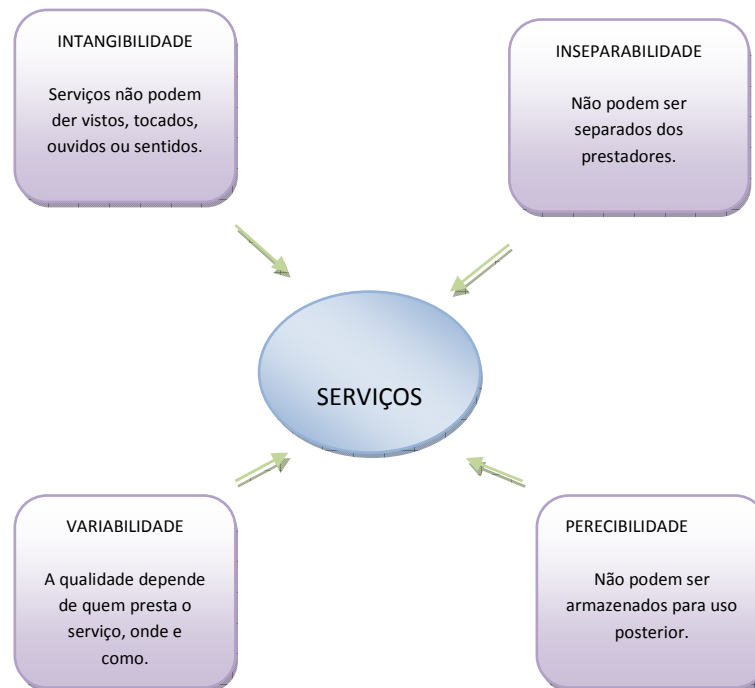 INTANGIBILIDADE
Serviços não podem
der vistos, tocados,
ouvidos ou sentidos.
INSEPARABILIDADE
Não podem ser
separados dos
prestadores.
SERVIÇOS
VARIABILIDADE
A qualidade depende
de quem presta o
serviço, onde e
como.
PERECIBILIDADE
Não podem ser
armazenados para uso
posterior.